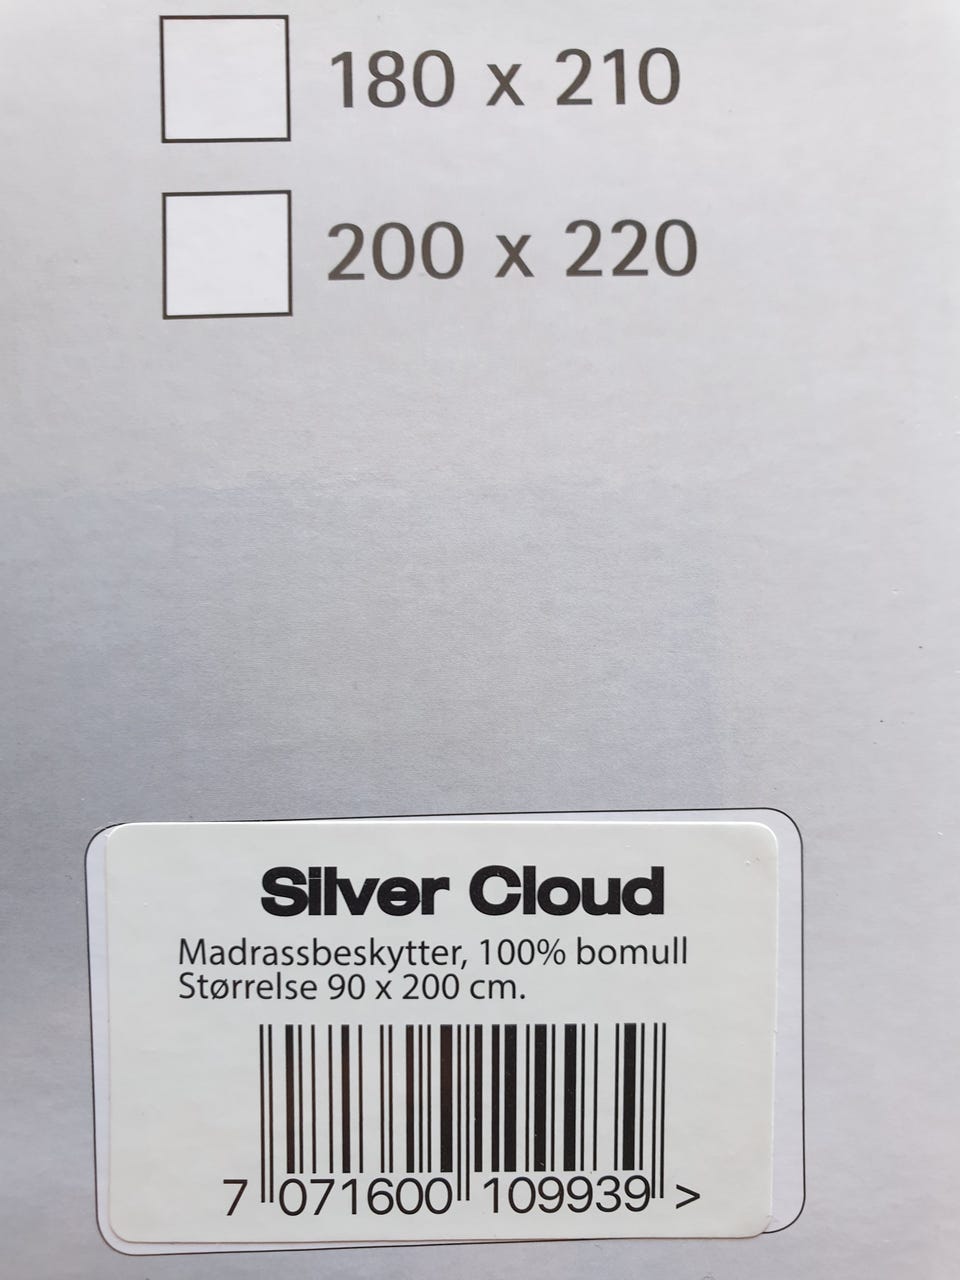 180 x 210
200 x 220
Silver Cloud
Madrassbeskytter, 100% bomull
Størrelse 90 x 200 cm.
7 071600 109939 >